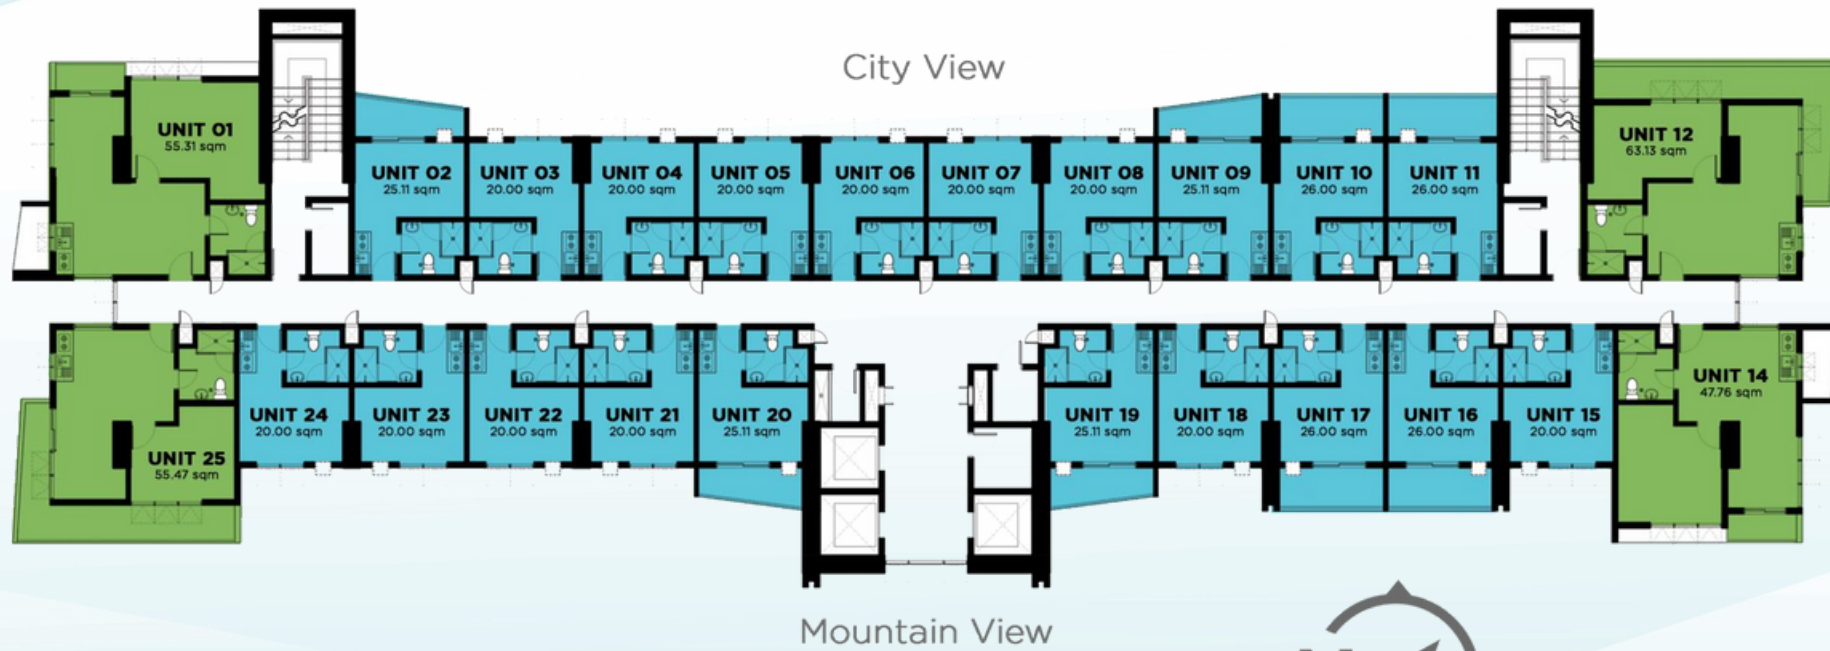 City View
UNIT 01
55.31 sqm
UNIT 02
25.11 sqm
UNIT 03
20.00 sqm
UNIT 04
20.00 sqm
UNIT 05
20.00 sqm
UNIT 06
20.00 sqm
UNIT 07
20.00 sqm
UNIT 08
20.00 sqm
UNIT 09
25.11 sqm
UNIT 10
26.00 sqm
UNIT 11
26.00 sqm
UNIT 12
63.13 sqm
UNIT 25
55.47 sqm
UNIT 24
20.00 sqm
UNIT 23
20.00 sqm
UNIT 22
20.00 sqm
UNIT 21
20.00 sqm
UNIT 20
25.11 sqm
UNIT 19
25.11 sqm
UNIT 18
20.00 sqm
UNIT 17
26.00 sqm
UNIT 16
26.00 sqm
UNIT 15
20.00 sqm
UNIT 14
47.76 sqm
Mountain View